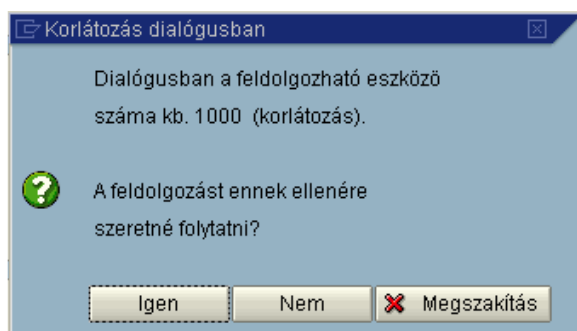 Korlátozás dialógusban
Dialógusban a feldolgozható eszközö
száma kb. 1000 (korlátozás).
A feldolgozást ennek ellenére
szeretné folytatni?
Igen Nem Megszakítás